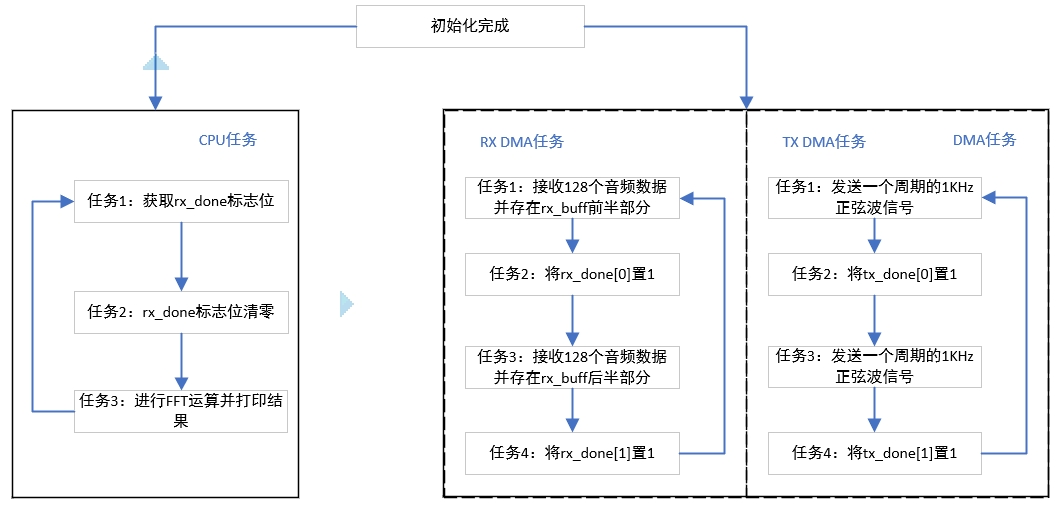 初始化完成
CPU任务
任务1：获取rx_done标志位
任务2：rx_done标志位清零
任务3：进行FFT运算并打印结
果
RX DMA任务
任务1：接收128个音频数据
并存在rx_buff前半部分
任务2：将rx_done[0]置1
任务3：接收128个音频数据
并存在rx_buff后半部分
任务4：将rx_done[1]置1
TX DMA任务
DMA任务
任务1：发送一个周期的1KHz
正弦波信号
任务2：将tx_done[0]置1
任务3：发送一个周期的1KHz
正弦波信号
任务4：将tx_done[1]置1